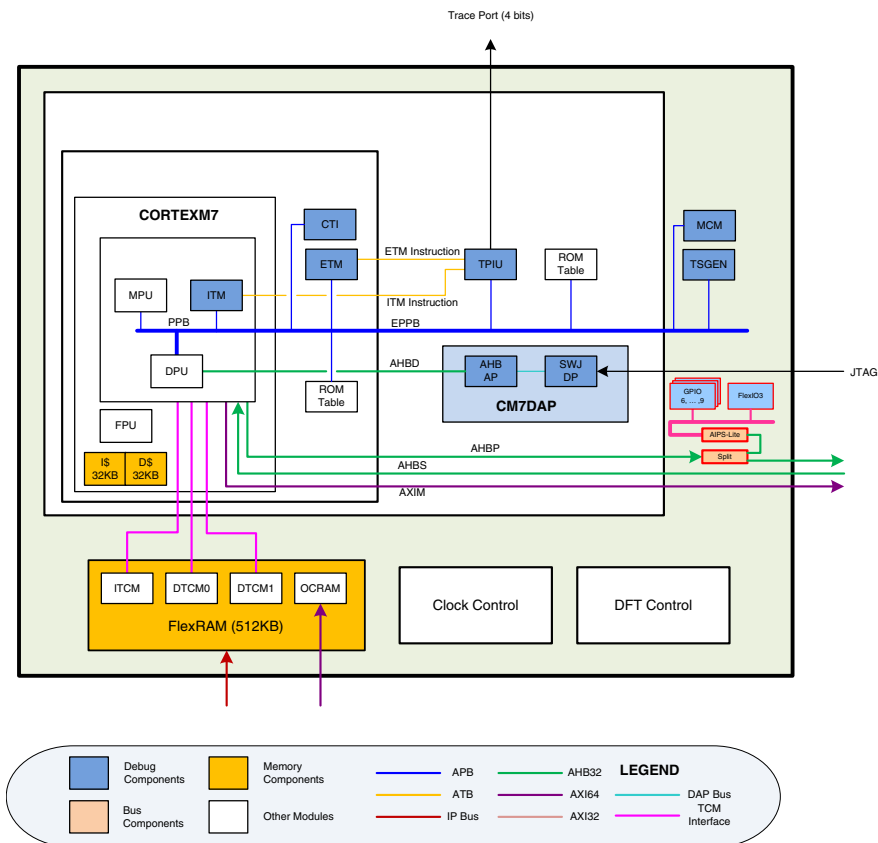 Trace Port (4 bits)
CORTEXM7
CTI
MCM
ETM Instruction
ETM
TPIU
ROM
Table
TSGEN
MPU
ITM
ITM Instruction
PPB
EPPB
DPU
AHBD
AHB
AP
SWJ
DP
JTAG
CM7DAP
ROM
Table
GPIO
6, ... ,9
FlexIO3
FPU
AIPS-Lite
AHBP
Split
I$
32KB
D$
32KB
AHBS
AXIM
ITCM
DTCM0
DTCM1
OCRAM
FlexRAM (512KB)
Clock Control
DFT Control
LEGEND
Debug
Components
Memory
Components
Bus
Components
Other Modules
APB
ATB
IP Bus
AHB32
AXI64
AXI32
DAP Bus
TCM
Interface